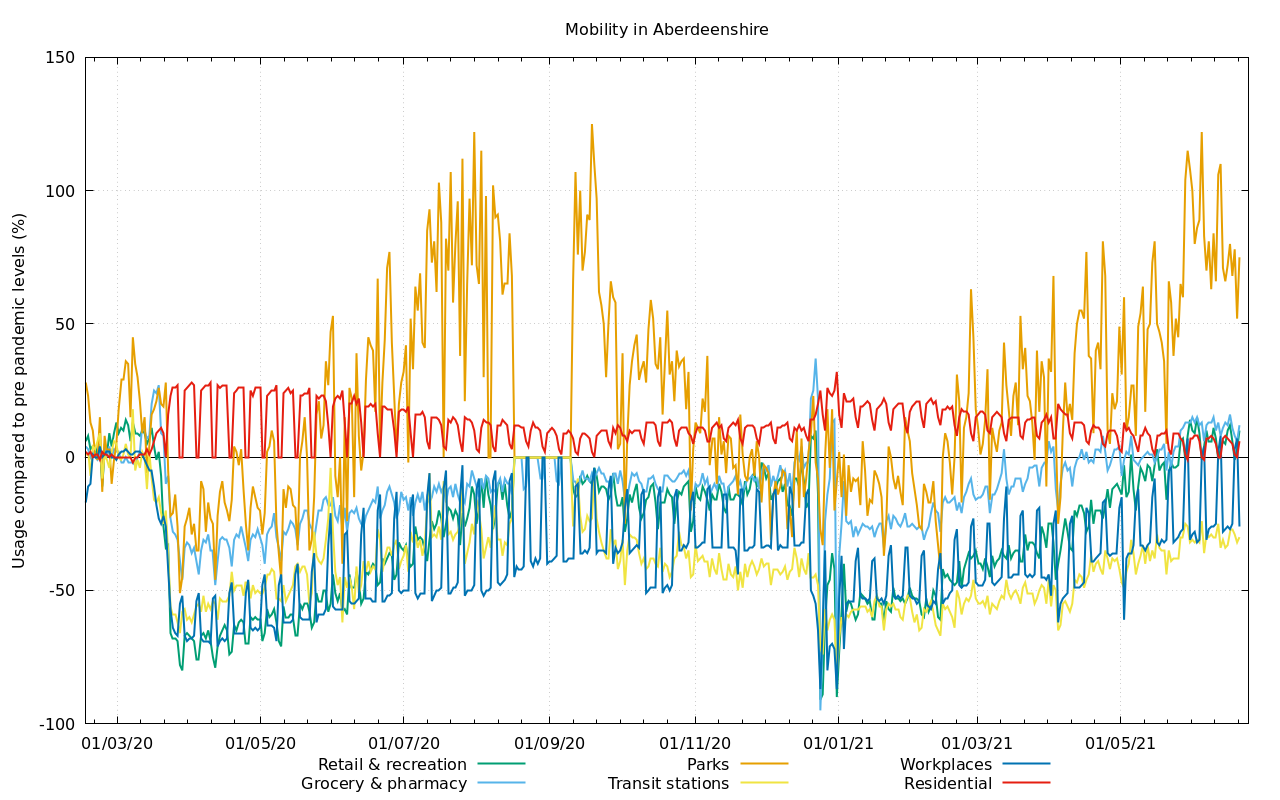 Mobility in Aberdeenshire
Usage compared to pre pandemic levels (%)
150
100
50
0
-50
-100
01/03/20 01/05/20 01/07/20 01/09/20 01/11/20 01/01/21 01/03/21 01/05/21
Retail & recreation Parks Workplaces
Grocery & pharmacy Transit stations Residential